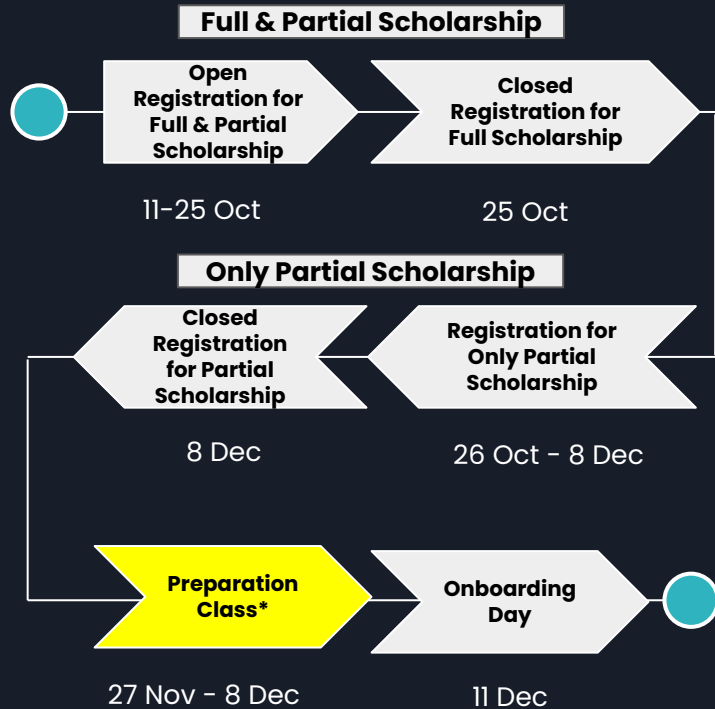 Full & Partial Scholarship
Open
Registration for
Full & Partial
Scholarship
Closed
Registration for
Full Scholarship
11-25 Oct
25 Oct
Only Partial Scholarship
Closed
Registration
for Partial
Scholarship
Registration for
Only Partial
Scholarship
8 Dec
26 Oct - 8 Dec
Preparation
Class*
Onboarding
Day
27 Nov - 8 Dec
11 Dec